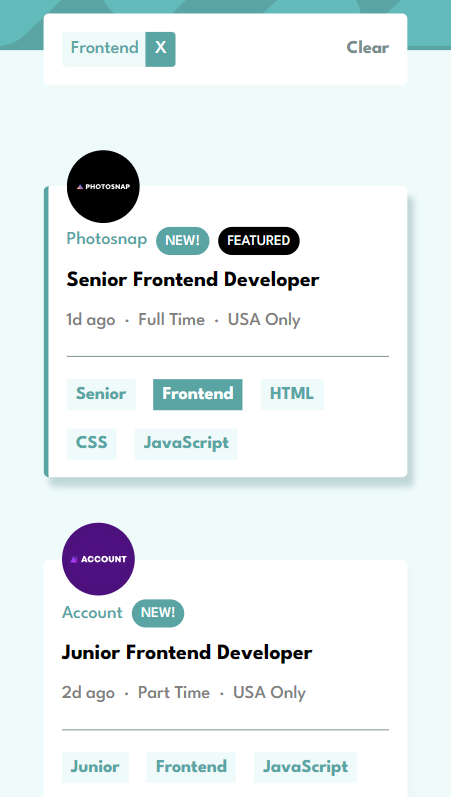 Frontend X Clear
PHOTOSNAP
Photosnap NEW! FEATURED
Senior Frontend Developer
1d ago · Full Time · USA Only
Senior Frontend HTML
CSS JavaScript
ACCOUNT
Account NEW!
Junior Frontend Developer
2d ago · Part Time · USA Only
Junior Frontend JavaScript